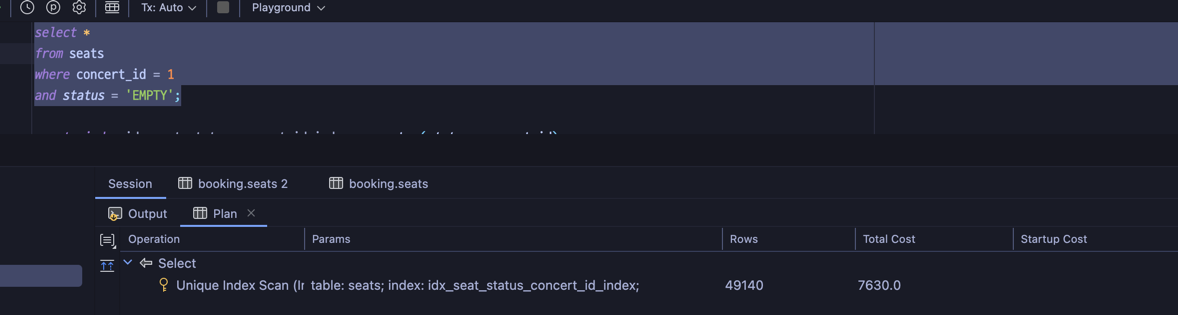 Tx: Auto
Playground
select *
from seats
where concert_id = 1
and status = 'EMPTY';
Session
booking.seats 2
booking.seats
Output
Plan
Operation
Params
Rows
Total Cost
Startup Cost
Select
Unique Index Scan (Ir table: seats; index: idx_seat_status_concert_id_index; 49140 7630.0